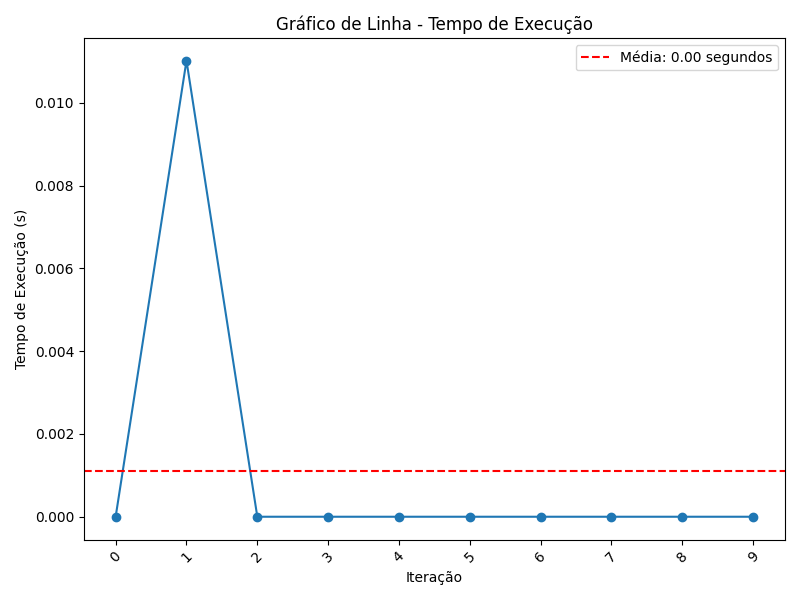 Gráfico de Linha - Tempo de Execução
Média: 0.00 segundos
Tempo de Execução (s)
0.010
0.008
0.006
0.004
0.002
0.000
0 1 2 3 4 5 6 7 8 9
Iteração